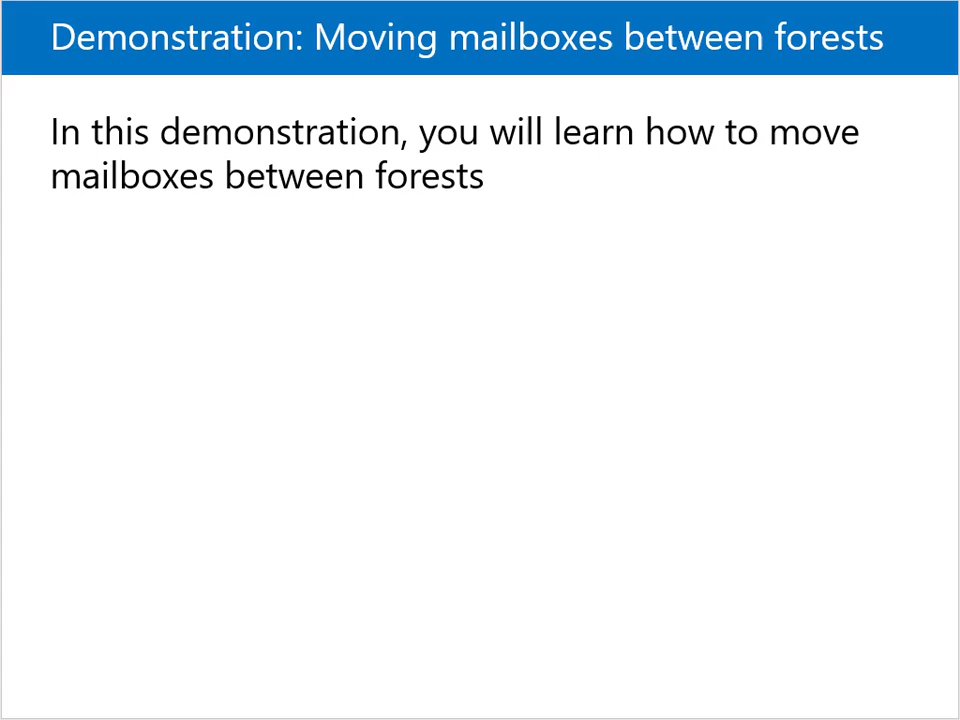 Demonstration: Moving mailboxes between forests
In this demonstration, you will learn how to move
mailboxes between forests